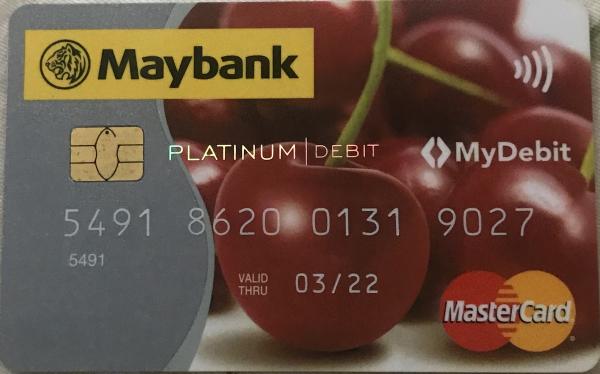 Maybank
PLATINUM | DEBIT
MyDebit
5491 8620 0131 9027
5491
VALID THRU 03/22
MasterCard